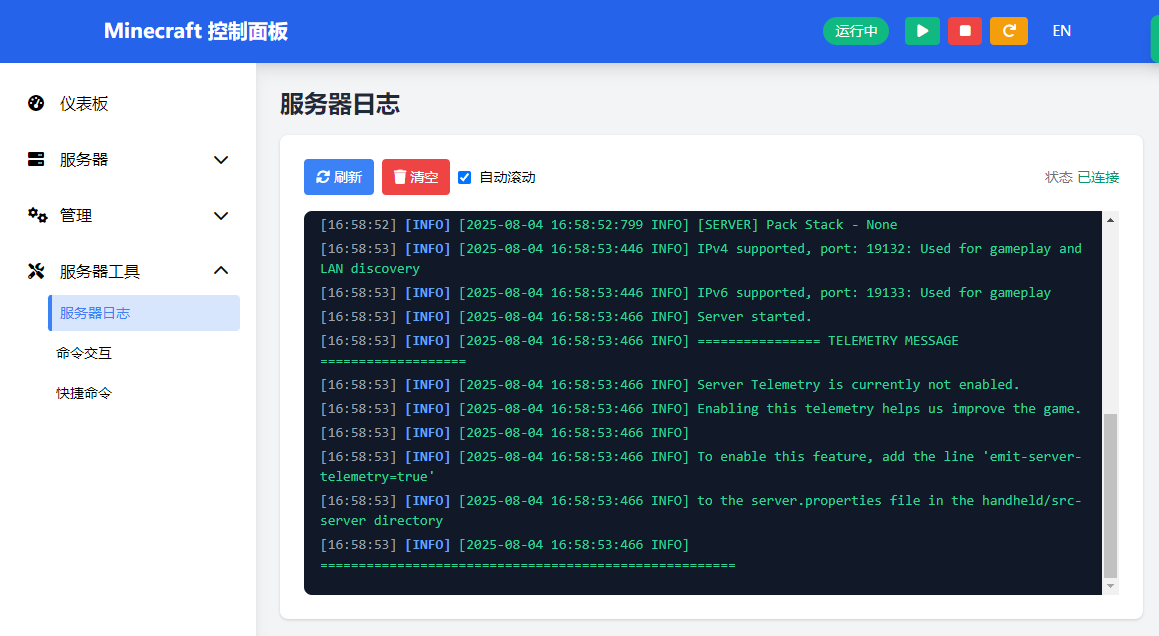 Minecraft 控制面板
运行中
EN
仪表板
服务器
管理
服务器工具
服务器日志
命令交互
快捷命令
服务器日志
刷新 清空 自动滚动
状态 已连接
[16:58:52] [INFO] [2025-08-04 16:58:52:799 INFO] [SERVER] Pack Stack - None
[16:58:53] [INFO] [2025-08-04 16:58:53:446 INFO] IPv4 supported, port: 19132: Used for gameplay and
LAN discovery
[16:58:53] [INFO] [2025-08-04 16:58:53:446 INFO] IPv6 supported, port: 19133: Used for gameplay
[16:58:53] [INFO] [2025-08-04 16:58:53:466 INFO] Server started.
[16:58:53] [INFO] [2025-08-04 16:58:53:466 INFO] ================ TELEMETRY MESSAGE
===================
[16:58:53] [INFO] [2025-08-04 16:58:53:466 INFO] Server Telemetry is currently not enabled.
[16:58:53] [INFO] [2025-08-04 16:58:53:466 INFO] Enabling this telemetry helps us improve the game.
[16:58:53] [INFO] [2025-08-04 16:58:53:466 INFO]
[16:58:53] [INFO] [2025-08-04 16:58:53:466 INFO] To enable this feature, add the line 'emit-server-
telemetry=true'
[16:58:53] [INFO] [2025-08-04 16:58:53:466 INFO] to the server.properties file in the handheld/src-
server directory
[16:58:53] [INFO] [2025-08-04 16:58:53:466 INFO]
======================================================